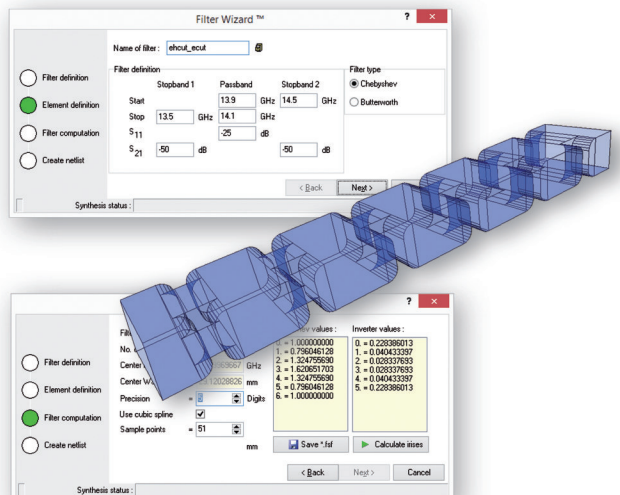 Filter Wizard ™
?
×
Name of filter : ehcut_ecut
Filter definition
Element definition
Filter computation
Create netlist
Filter definition
Stopband 1 Passband Stopband 2
Start 13.9 GHz 14.5 GHz
Stop 13.5 GHz 14.1 GHz
S11 -25 dB
S21 -50 dB -50 dB
Filter type
Chebyshev
Butterworth
< Back Next >
Synthesis status :
?
×
Filter definition
Element definition
Filter computation
Create netlist
No.
Center GHz
Center mm
Precision = Digits
Use cubic spline
Sample points = 51
mm
values :
0. = 1.000000000
1. = 0.796046128
2. = 1.324755690
3. = 1.620651703
4. = 1.324755690
5. = 0.796046128
6. = 1.000000000
Inverter values :
0. = 0.228386013
1. = 0.040433397
2. = 0.028337693
3. = 0.028337693
4. = 0.040433397
5. = 0.228386013
Save *.fsf Calculate irises
< Back Next > Cancel
Synthesis status :